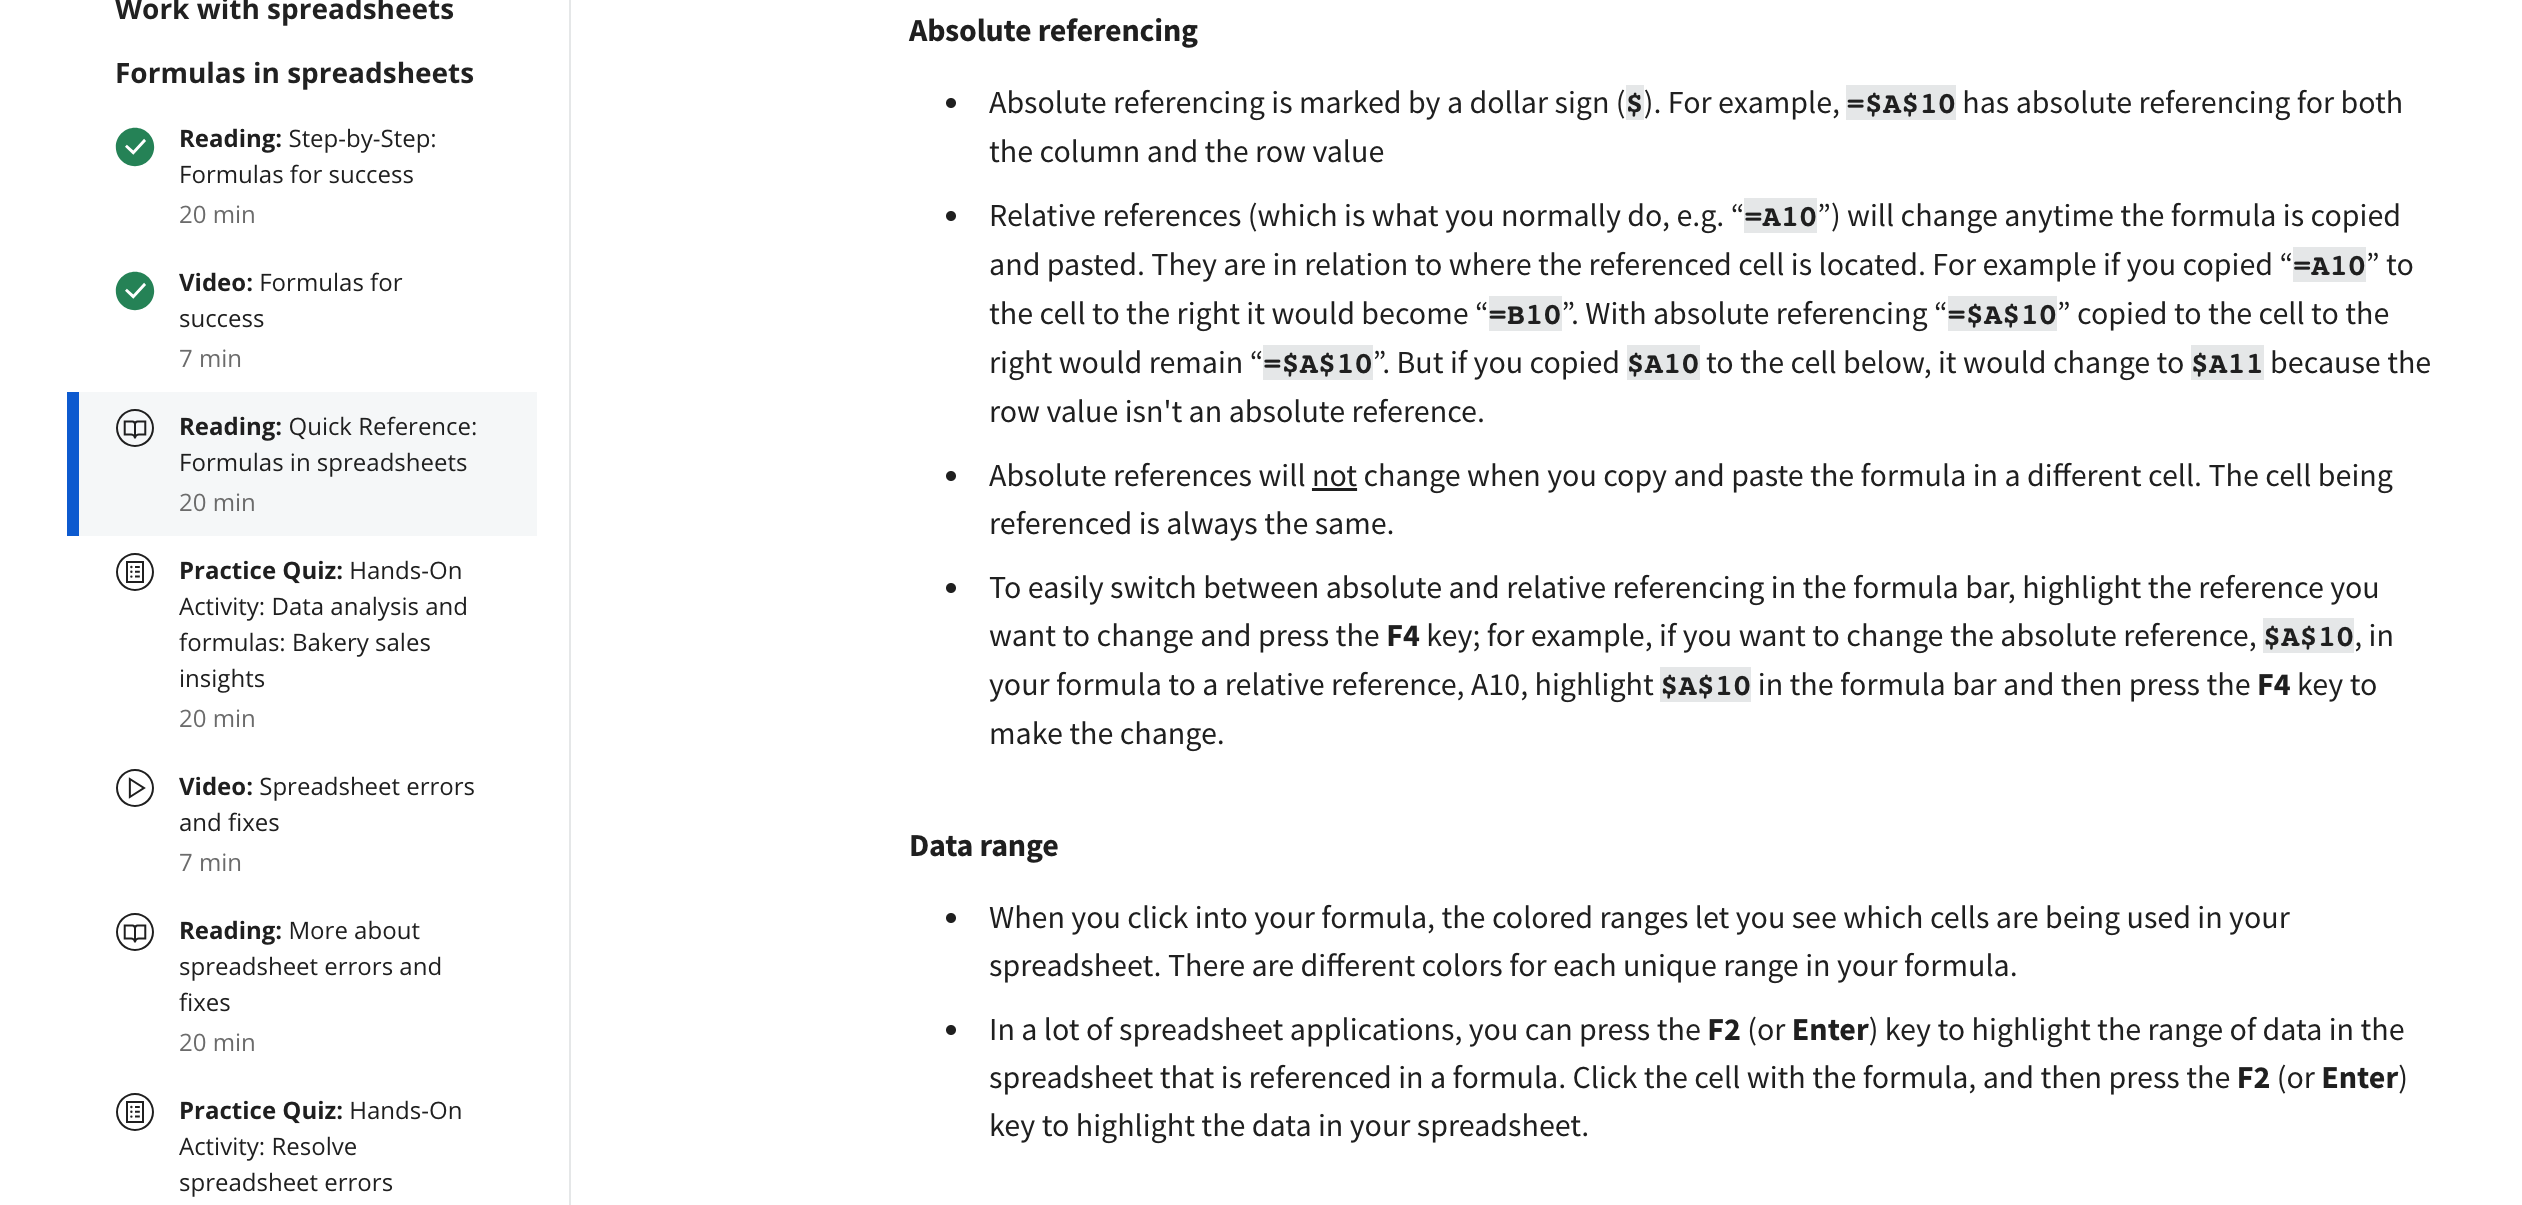 Work with spreadsheets
Formulas in spreadsheets
Reading: Step-by-Step:
Formulas for success
20 min
Video: Formulas for
success
7 min
Reading: Quick Reference:
Formulas in spreadsheets
20 min
Practice Quiz: Hands-On
Activity: Data analysis and
formulas: Bakery sales
insights
20 min
Video: Spreadsheet errors
and fixes
7 min
Reading: More about
spreadsheet errors and
fixes
20 min
Practice Quiz: Hands-On
Activity: Resolve
spreadsheet errors
Absolute referencing
• Absolute referencing is marked by a dollar sign ($). For example, =$A$10 has absolute referencing for both
the column and the row value
• Relative references (which is what you normally do, e.g. “=A10”) will change anytime the formula is copied
and pasted. They are in relation to where the referenced cell is located. For example if you copied “=A10” to
the cell to the right it would become “=B10”. With absolute referencing “=$A$10” copied to the cell to the
right would remain “=$A$10”. But if you copied $A10 to the cell below, it would change to $A11 because the
row value isn't an absolute reference.
• Absolute references will not change when you copy and paste the formula in a different cell. The cell being
referenced is always the same.
• To easily switch between absolute and relative referencing in the formula bar, highlight the reference you
want to change and press the F4 key; for example, if you want to change the absolute reference, $A$10, in
your formula to a relative reference, A10, highlight $A$10 in the formula bar and then press the F4 key to
make the change.
Data range
• When you click into your formula, the colored ranges let you see which cells are being used in your
spreadsheet. There are different colors for each unique range in your formula.
• In a lot of spreadsheet applications, you can press the F2 (or Enter) key to highlight the range of data in the
spreadsheet that is referenced in a formula. Click the cell with the formula, and then press the F2 (or Enter)
key to highlight the data in your spreadsheet.